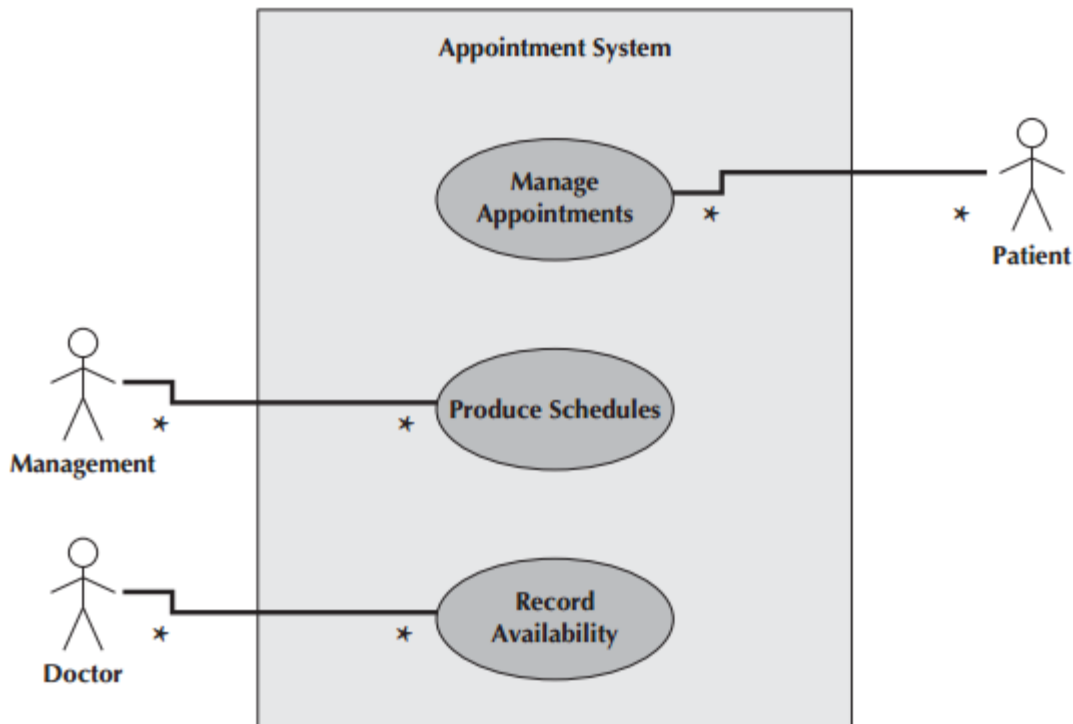 Appointment System
Manage
Appointments
*
*
Patient
Produce Schedules
*
*
Management
Record
Availability
*
*
Doctor